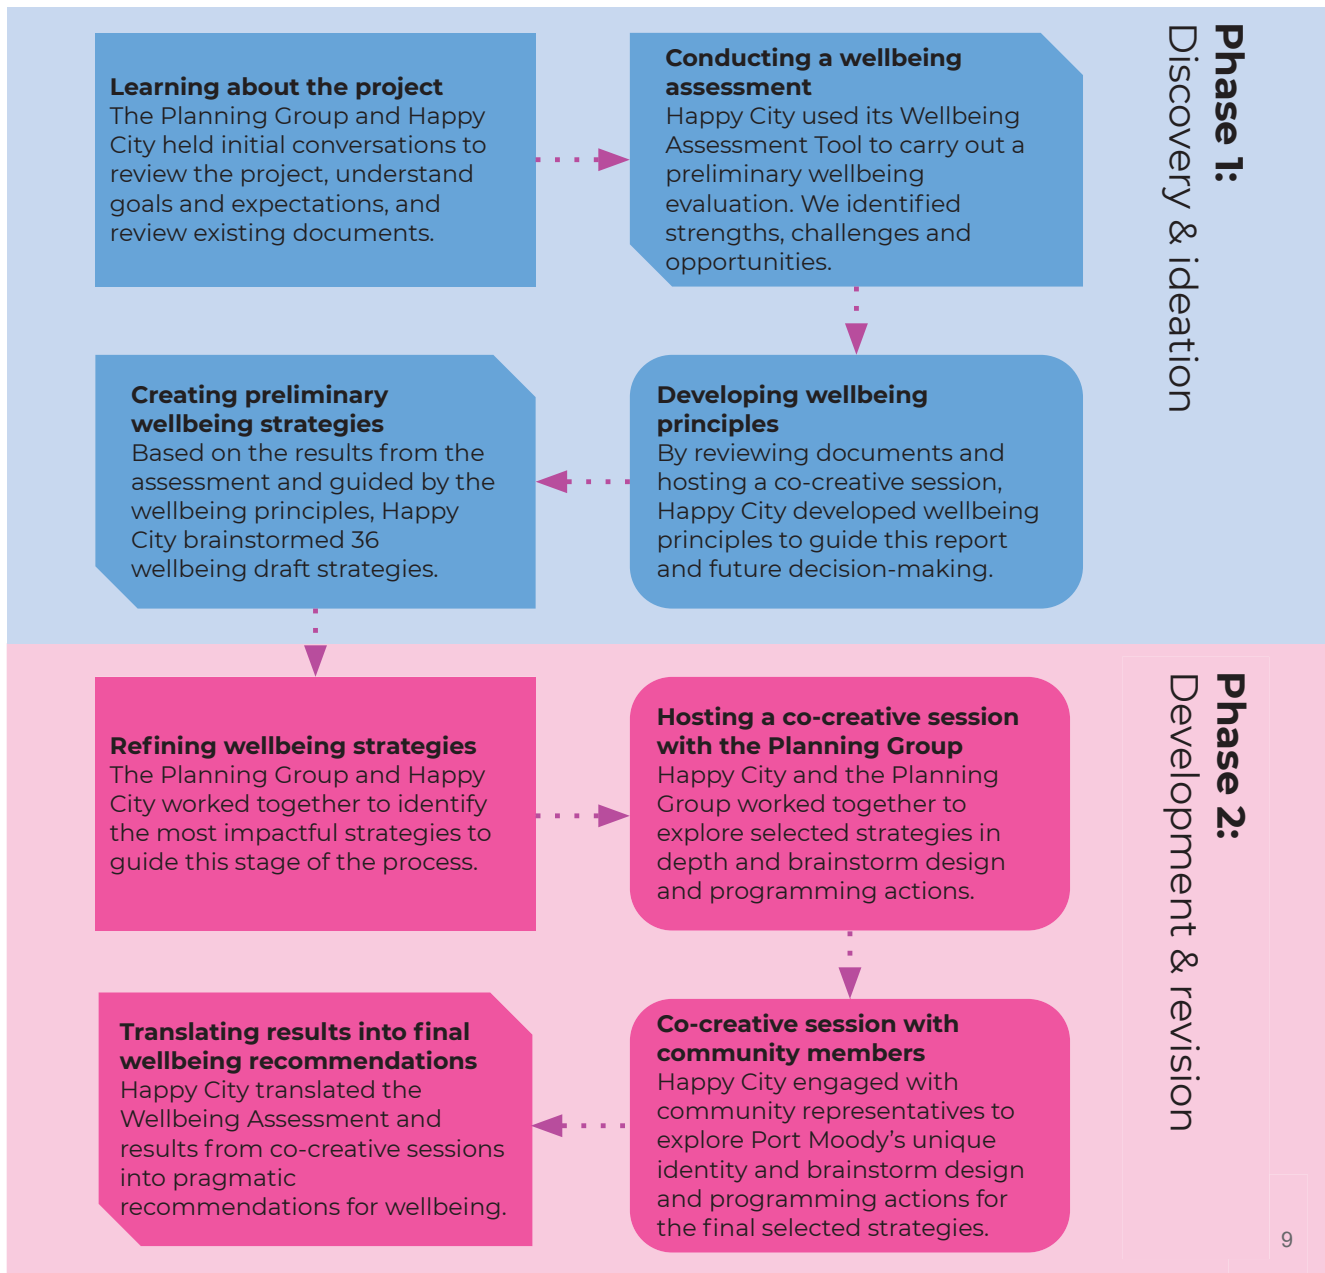 Phase 1:
Discovery & ideation
Learning about the project
The Planning Group and Happy
City held initial conversations to
review the project, understand
goals and expectations, and
review existing documents.
Conducting a wellbeing
assessment
Happy City used its Wellbeing
Assessment Tool to carry out a
preliminary wellbeing
evaluation. We identified
strengths, challenges and
opportunities.
Developing wellbeing
principles
By reviewing documents and
hosting a co-creative session,
Happy City developed wellbeing
principles to guide this report
and future decision-making.
Creating preliminary
wellbeing strategies
Based on the results from the
assessment and guided by the
wellbeing principles, Happy
City brainstormed 36
wellbeing draft strategies.
Phase 2:
Development & revision
Refining wellbeing strategies
The Planning Group and Happy
City worked together to identify
the most impactful strategies to
guide this stage of the process.
Hosting a co-creative session
with the Planning Group
Happy City and the Planning
Group worked together to
explore selected strategies in
depth and brainstorm design
and programming actions.
Co-creative session with
community members
Happy City engaged with
community representatives to
explore Port Moody’s unique
identity and brainstorm design
and programming actions for
the final selected strategies.
Translating results into final
wellbeing recommendations
Happy City translated the
Wellbeing Assessment and
results from co-creative sessions
into pragmatic
recommendations for wellbeing.
9